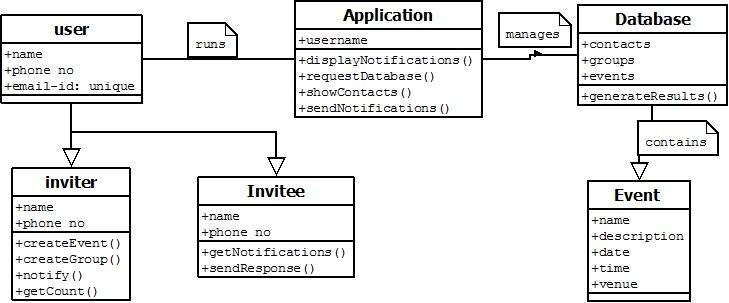 user
+name
+phone no
+email-id: unique
runs
Application
+username
+displayNotifications()
+requestDatabase()
+showContacts()
+sendNotifications()
manages
Database
+contacts
+groups
+events
+generateResults()
contains
inviter
+name
+phone no
+createEvent()
+createGroup()
+notify()
+getCount()
Invitee
+name
+phone no
+getNotifications()
+sendResponse()
Event
+name
+description
+date
+time
+venue